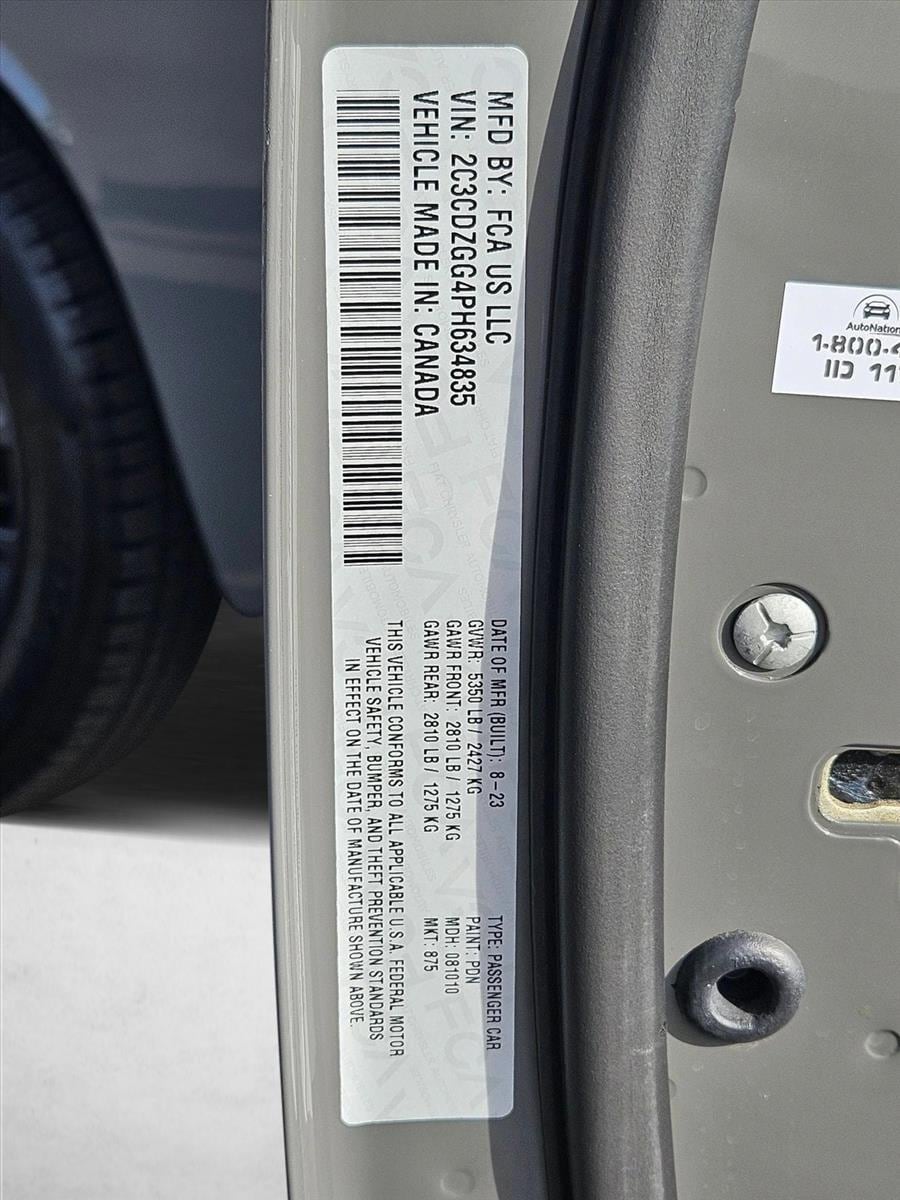 MFD BY: FCA US LLC
VIN: 2C3CDZGG4PH634835
VEHICLE MADE IN: CANADA
DATE OF MFR (BUILT): 8-23
GVWR: 5350 LB / 2427 KG
GAWR FRONT: 2810 LB / 1275 KG
GAWR REAR: 2810 LB / 1275 KG
TYPE: PASSENGER CAR
PAINT: PDN
MDH: 081010
MKT: 875
THIS VEHICLE CONFORMS TO ALL APPLICABLE U.S.A. FEDERAL MOTOR
VEHICLE SAFETY, BUMPER, AND THEFT PREVENTION STANDARDS
IN EFFECT ON THE DATE OF MANUFACTURE SHOWN ABOVE.
AutoNation
1-800-